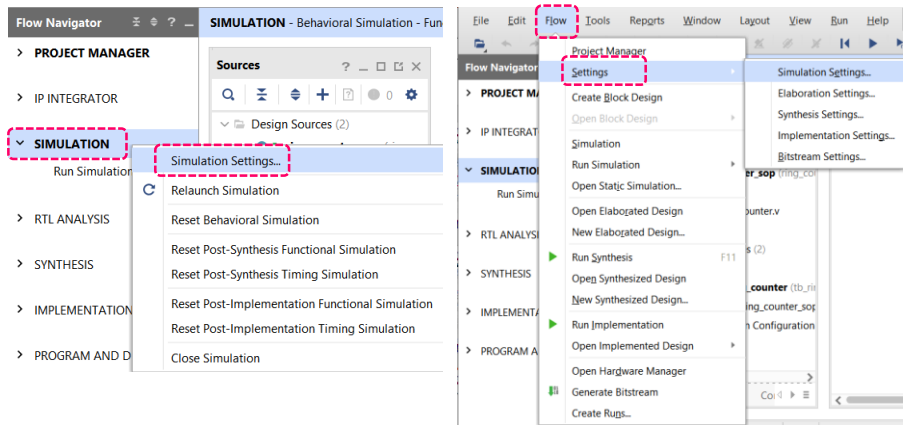 Flow Navigator
? _
SIMULATION - Behavioral Simulation - Fun
PROJECT MANAGER
IP INTEGRATOR
SIMULATION
Run Simulation
RTL ANALYSIS
SYNTHESIS
IMPLEMENTATION
PROGRAM AND D
Sources
? _
0
Design Sources (2)
Simulation Settings...
Relaunch Simulation
Reset Behavioral Simulation
Reset Post-Synthesis Functional Simulation
Reset Post-Synthesis Timing Simulation
Reset Post-Implementation Functional Simulation
Reset Post-Implementation Timing Simulation
Close Simulation
File Edit Flow Tools Reports Window Layout View Run Help
Flow Navigator
PROJECT MA
IP INTEGRAT
SIMULATIO
Run Simu
RTL ANALYSI
SYNTHESIS
IMPLEMENTA
PROGRAM A
Project Manager
Settings
Create Block Design
Open Block Design
Simulation
Run Simulation
Open Static Simulation...
Open Elaborated Design
New Elaborated Design...
Run Synthesis F11
Open Synthesized Design
New Synthesized Design...
Run Implementation
Open Implemented Design
Open Hardware Manager
Generate Bitstream
Create Runs...
Simulation Settings...
Elaboration Settings...
Synthesis Settings...
Implementation Settings...
Bitstream Settings...
er_sop (ring_cou
ounter.v
s (2)
_counter (tb_rin
ing_counter_sop
n Configuration